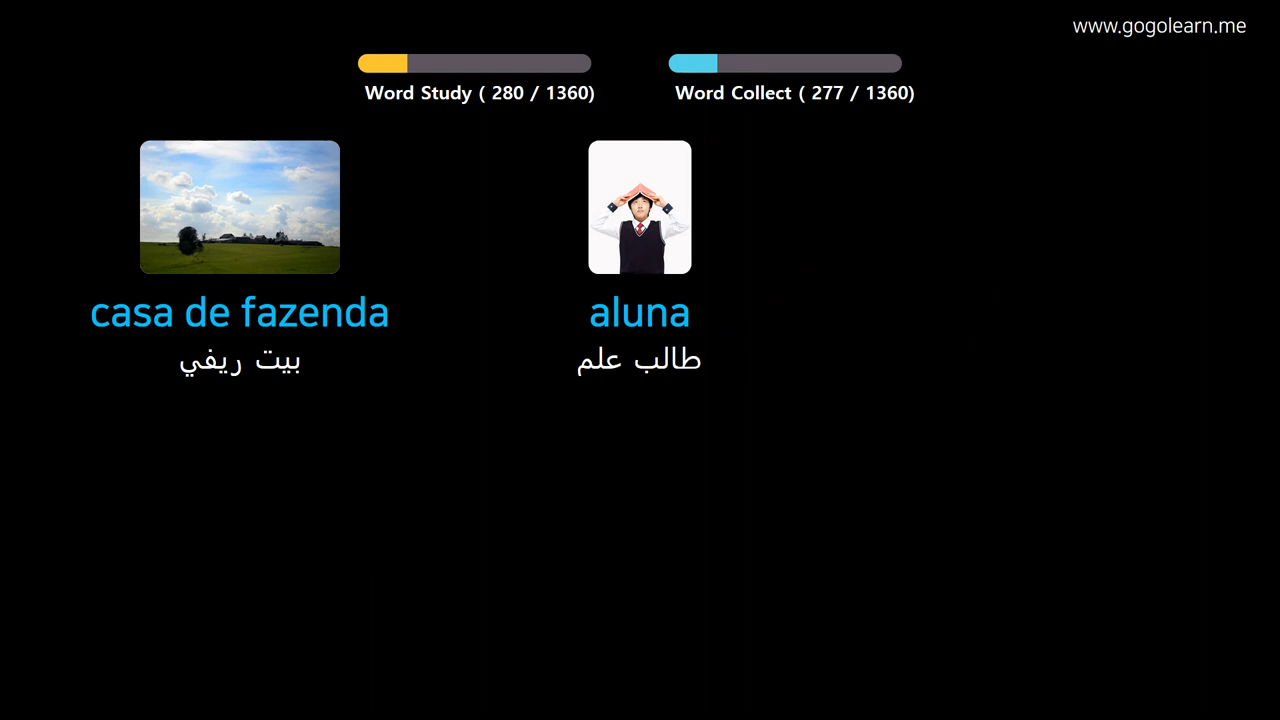 www.gogolearn.me
Word Study ( 280 / 1360)
Word Collect ( 277 / 1360)
casa de fazenda
بيت ريفي
aluna
طالب علم